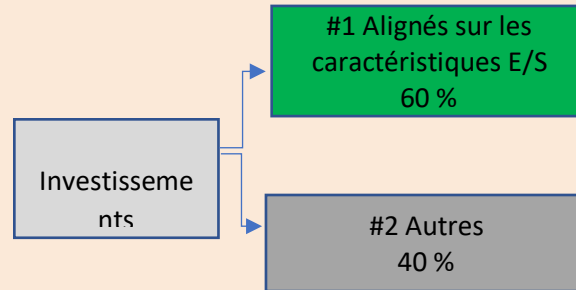 #1 Alignés sur les
caractéristiques E/S
60 %
Investisseme
nts
#2 Autres
40 %